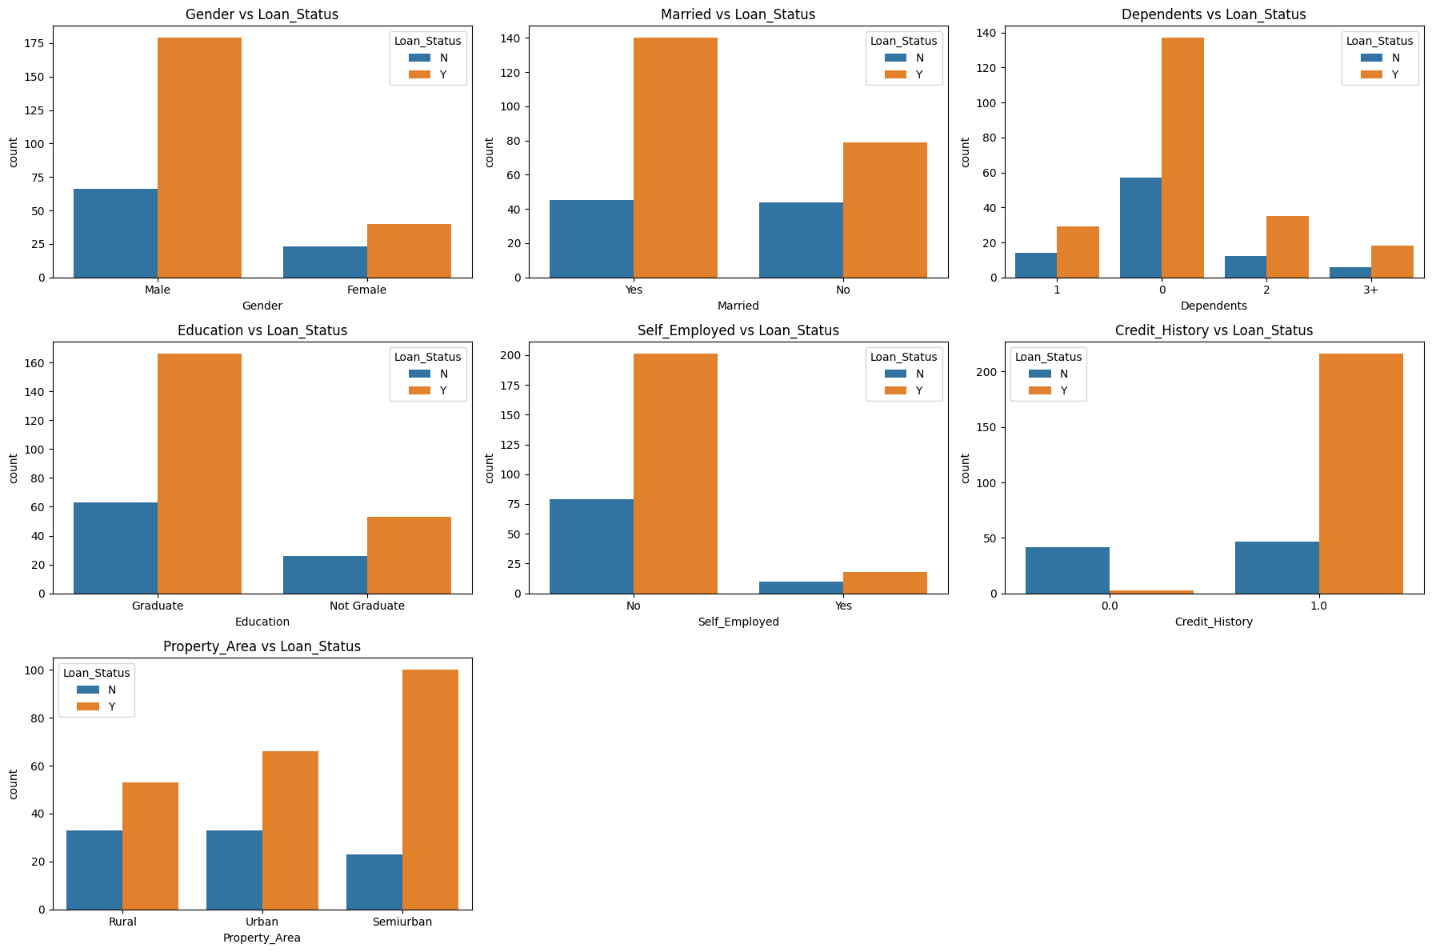 Gender vs Loan_Status
Loan_Status
N
Y
count
175
150
125
100
75
50
25
0
Male Female
Gender
Married vs Loan_Status
Loan_Status
N
Y
count
140
120
100
80
60
40
20
0
Yes No
Married
Dependents vs Loan_Status
Loan_Status
N
Y
count
140
120
100
80
60
40
20
0
1 0 2 3+
Dependents
Education vs Loan_Status
Loan_Status
N
Y
count
160
140
120
100
80
60
40
20
0
Graduate Not Graduate
Education
Self_Employed vs Loan_Status
Loan_Status
N
Y
count
200
175
150
125
100
75
50
25
0
No Yes
Self_Employed
Credit_History vs Loan_Status
Loan_Status
N
Y
count
200
150
100
50
0
0.0 1.0
Credit_History
Property_Area vs Loan_Status
Loan_Status
N
Y
count
100
80
60
40
20
0
Rural Urban Semiurban
Property_Area